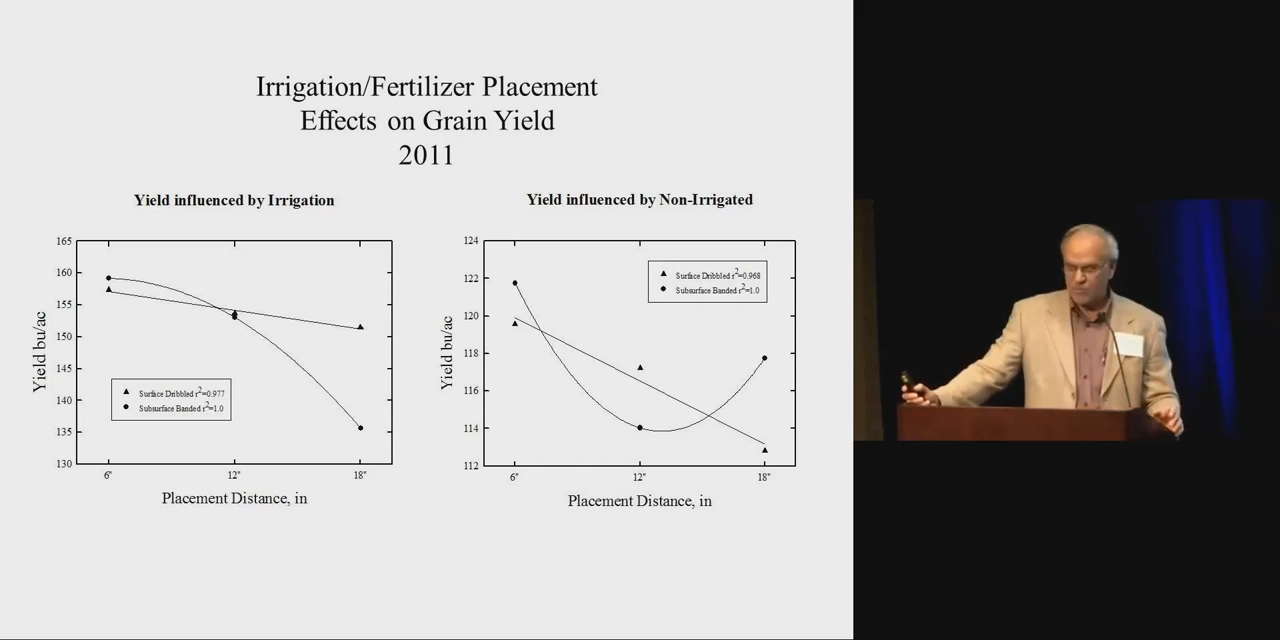 Irrigation/Fertilizer Placement
Effects on Grain Yield
2011
Yield influenced by Irrigation
165
160
155
150
145
140
135
130
Yield bu/ac
Surface Dribbled r²=0.977
Subsurface Banded r²=1.0
6"
12"
18"
Placement Distance, in
Yield influenced by Non-Irrigated
124
122
120
118
116
114
112
Yield bu/ac
Surface Dribbled r²=0.968
Subsurface Banded r²=1.0
6"
12"
18"
Placement Distance, in